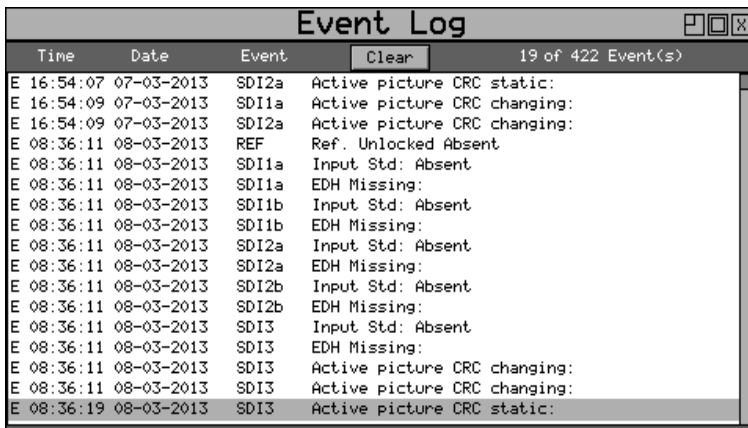 Event Log
Time Date Event Clear 19 of 422 Event(s)
E 16:54:07 07-03-2013 SDI2a Active picture CRC static:
E 16:54:09 07-03-2013 SDI1a Active picture CRC changing:
E 16:54:09 07-03-2013 SDI2a Active picture CRC changing:
E 08:36:11 08-03-2013 REF Ref. Unlocked Absent
E 08:36:11 08-03-2013 SDI1a Input Std: Absent
E 08:36:11 08-03-2013 SDI1a EDH Missing:
E 08:36:11 08-03-2013 SDI1b Input Std: Absent
E 08:36:11 08-03-2013 SDI1b EDH Missing:
E 08:36:11 08-03-2013 SDI2a Input Std: Absent
E 08:36:11 08-03-2013 SDI2a EDH Missing:
E 08:36:11 08-03-2013 SDI2b Input Std: Absent
E 08:36:11 08-03-2013 SDI2b EDH Missing:
E 08:36:11 08-03-2013 SDI3 Input Std: Absent
E 08:36:11 08-03-2013 SDI3 EDH Missing:
E 08:36:11 08-03-2013 SDI3 Active picture CRC changing:
E 08:36:11 08-03-2013 SDI3 Active picture CRC changing:
E 08:36:19 08-03-2013 SDI3 Active picture CRC static: